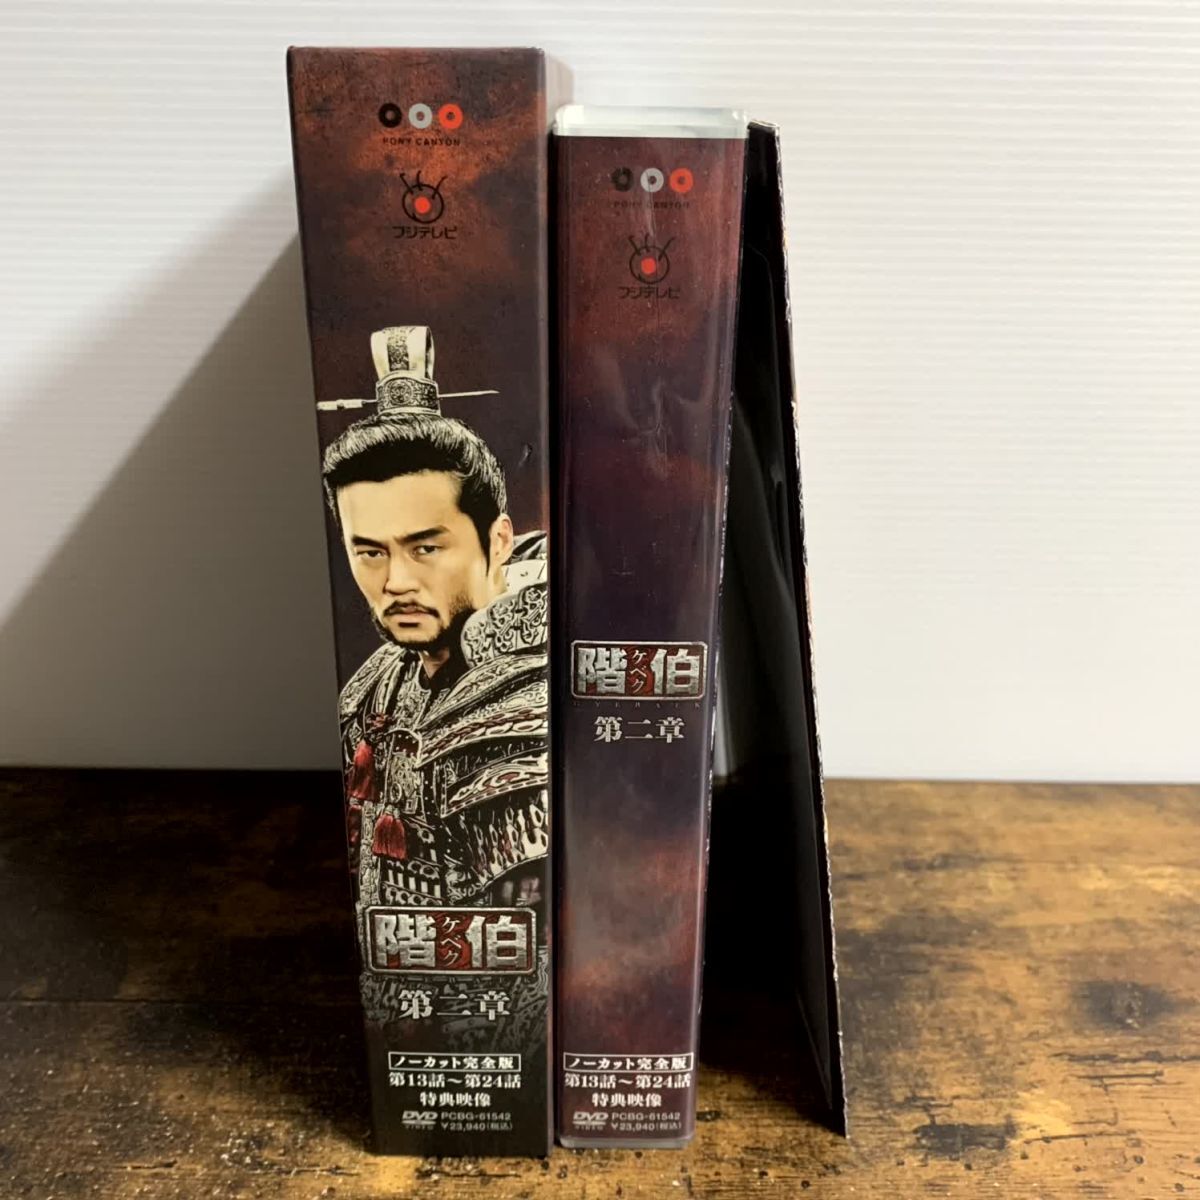 PONY CANYON
フジテレビ
階伯
ケベク
第二章
ノーカット完全版
第13話～第24話
特典映像
DVD PCBG-61542
VIDEO ¥23,940(税込)
PONY CANYON
フジテレビ
階伯
ケベク
GYEBAEK
第二章
ノーカット完全版
第13話～第24話
特典映像
DVD PCBG-61542
VIDEO ¥23,940(税込)